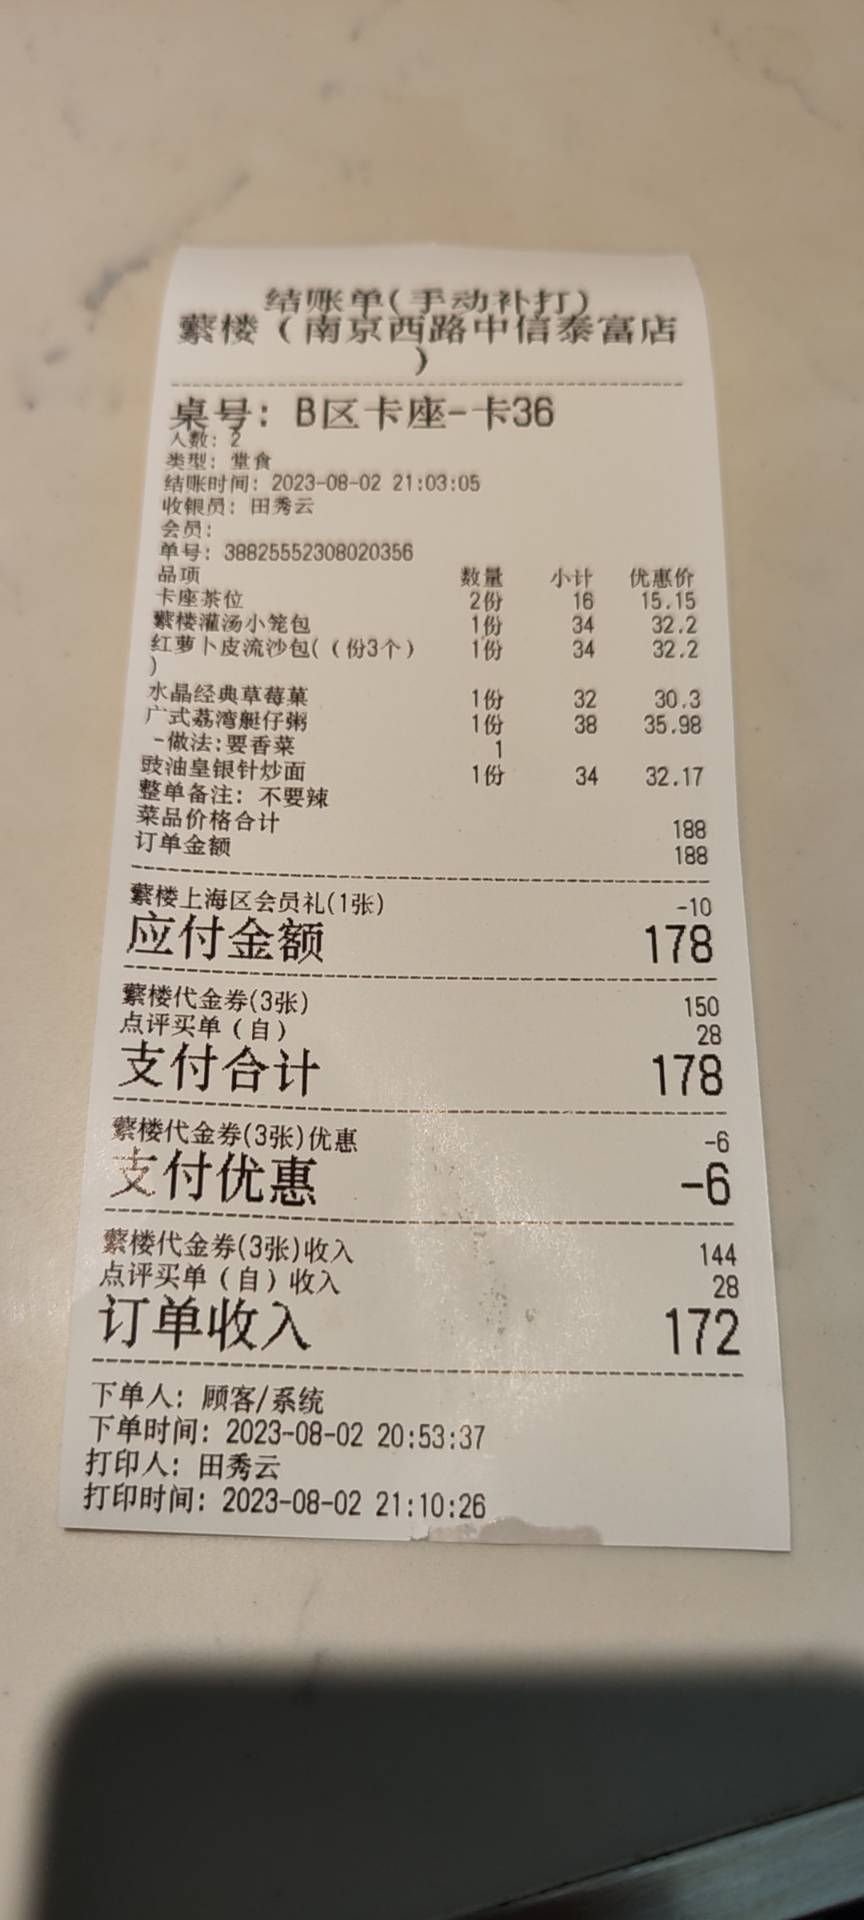 结账单(手动补打)
蘩楼（南京西路中信泰富店
）
桌号: B区卡座-卡36
人数: 2
类型: 堂食
结账时间: 2023-08-02 21:03:05
收银员: 田秀云
会员:
单号: 388255552308020356
品项 数量 小计 优惠价
卡座茶位 2份 16 15.15
蘩楼灌汤小笼包 1份 34 32.2
红萝卜皮流沙包(（份3个） 1份 34 32.2
)
水晶经典草莓菓 1份 32 30.3
广式荔湾艇仔粥 1份 38 35.98
-做法:要香菜 1
豉油皇银针炒面 1份 34 32.17
整单备注: 不要辣
菜品价格合计 188
订单金额 188
蘩楼上海区会员礼(1张) -10
应付金额 178
蘩楼代金券(3张) 150
点评买单（自） 28
支付合计 178
蘩楼代金券(3张)优惠 -6
支付优惠 -6
蘩楼代金券(3张)收入 144
点评买单（自）收入 28
订单收入 172
下单人: 顾客/系统
下单时间: 2023-08-02 20:53:37
打印人: 田秀云
打印时间: 2023-08-02 21:10:26